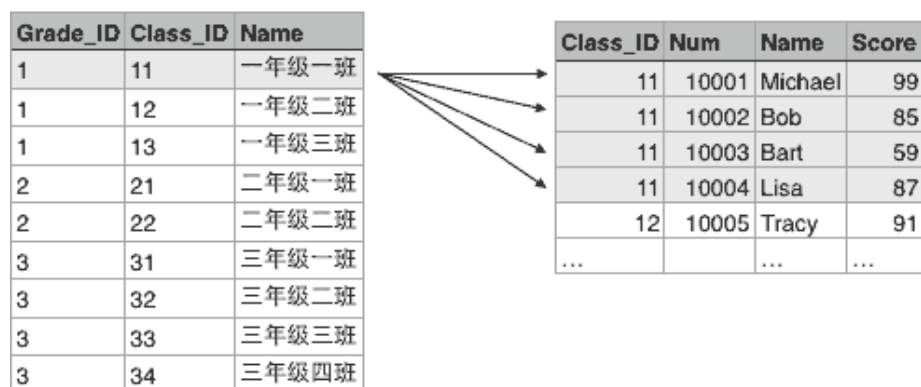 Grade_ID Class_ID Name
1 11 一年级一班
1 12 一年级二班
1 13 一年级三班
2 21 二年级一班
2 22 二年级二班
3 31 三年级一班
3 32 三年级二班
3 33 三年级三班
3 34 三年级四班
Class_ID Num Name Score
11 10001 Michael 99
11 10002 Bob 85
11 10003 Bart 59
11 10004 Lisa 87
12 10005 Tracy 91
... ... ...